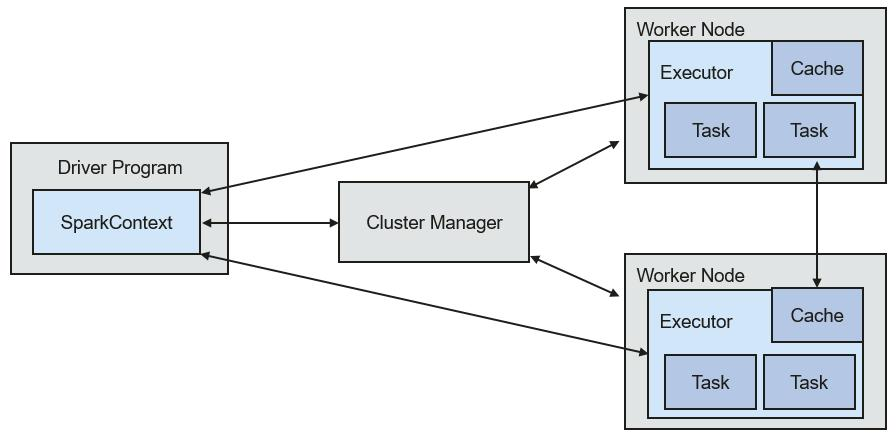 Driver Program
SparkContext
Cluster Manager
Worker Node
Executor
Cache
Task
Task
Worker Node
Executor
Cache
Task
Task